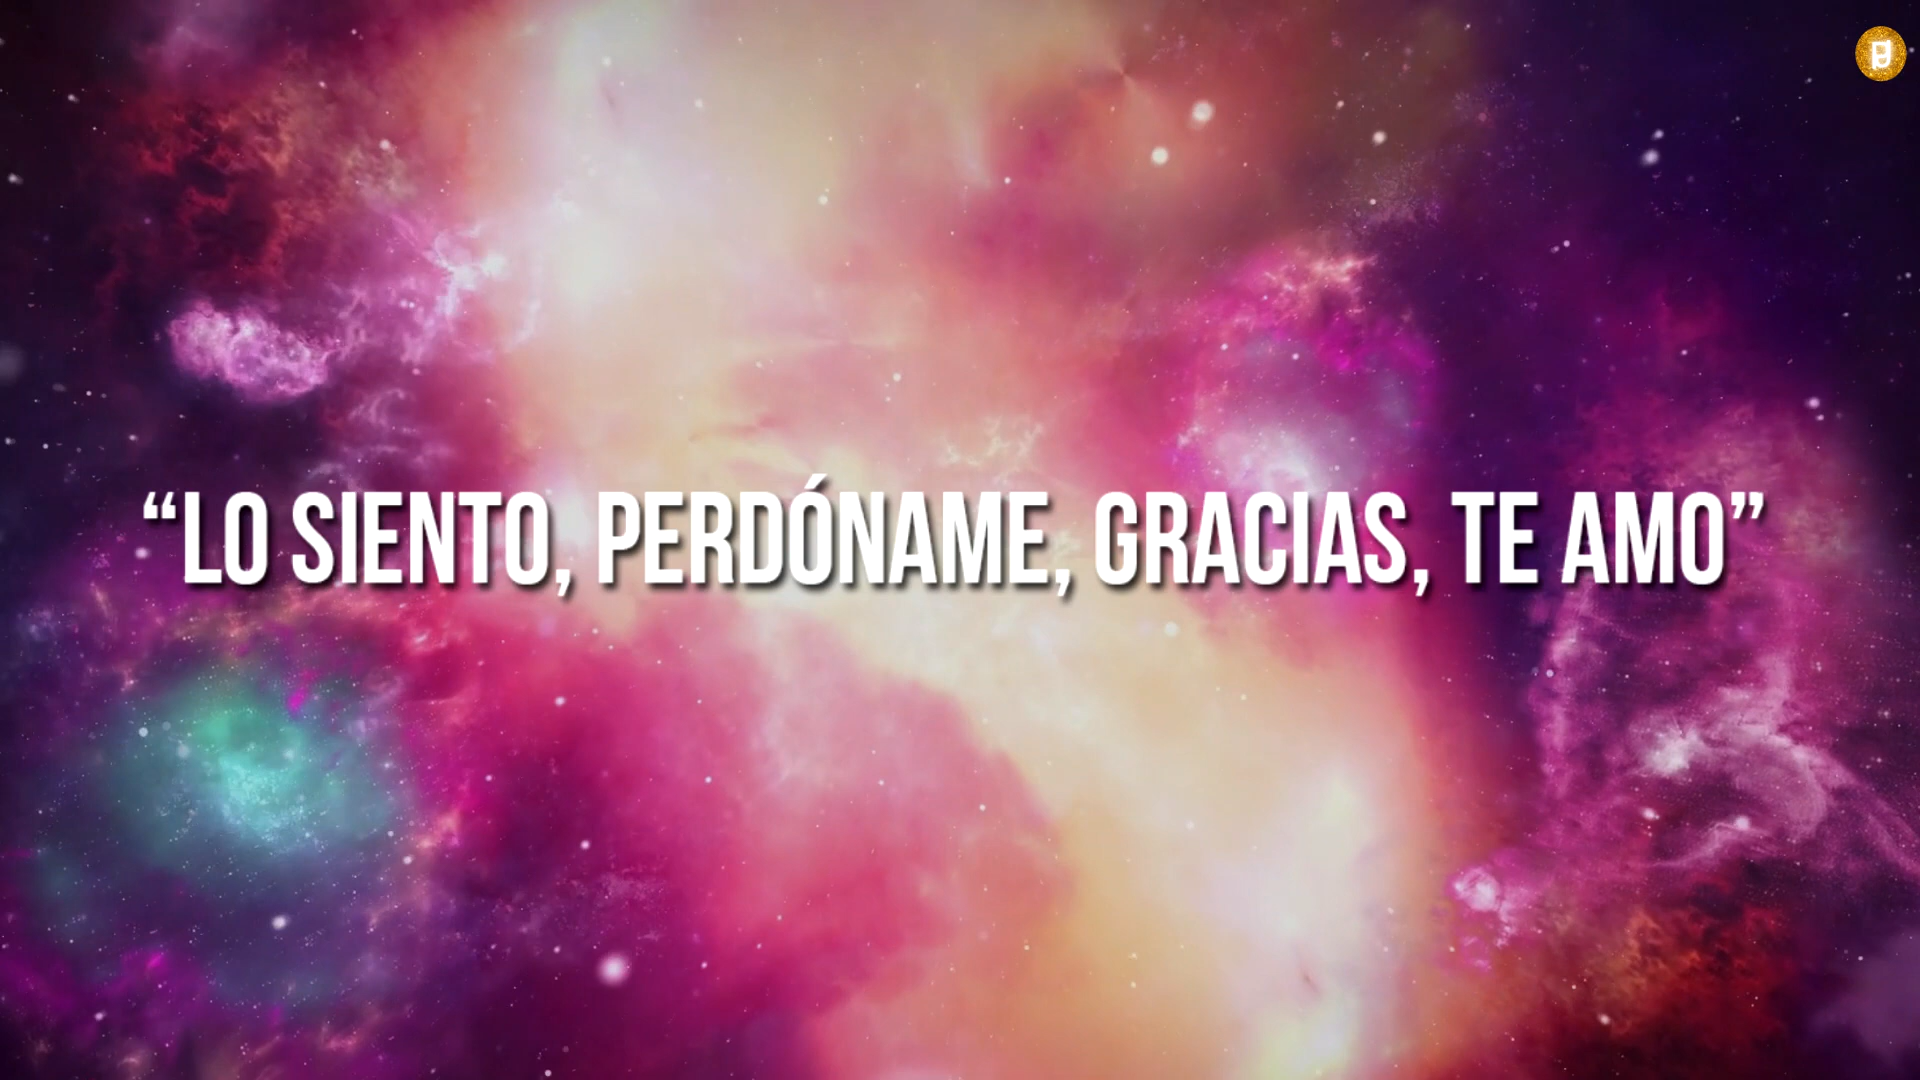 “LO SIENTO, PERDÓNAME, GRACIAS, TE AMO”